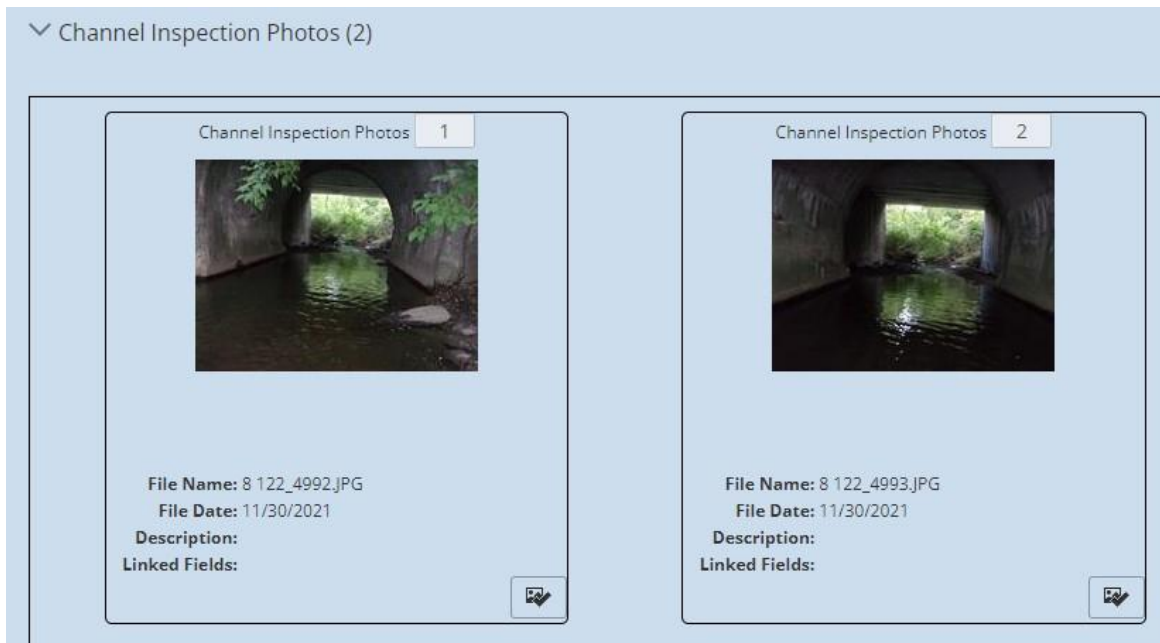 Channel Inspection Photos (2)
Channel Inspection Photos 1
File Name: 8 122_4992.JPG
File Date: 11/30/2021
Description:
Linked Fields:
Channel Inspection Photos 2
File Name: 8 122_4993.JPG
File Date: 11/30/2021
Description:
Linked Fields: